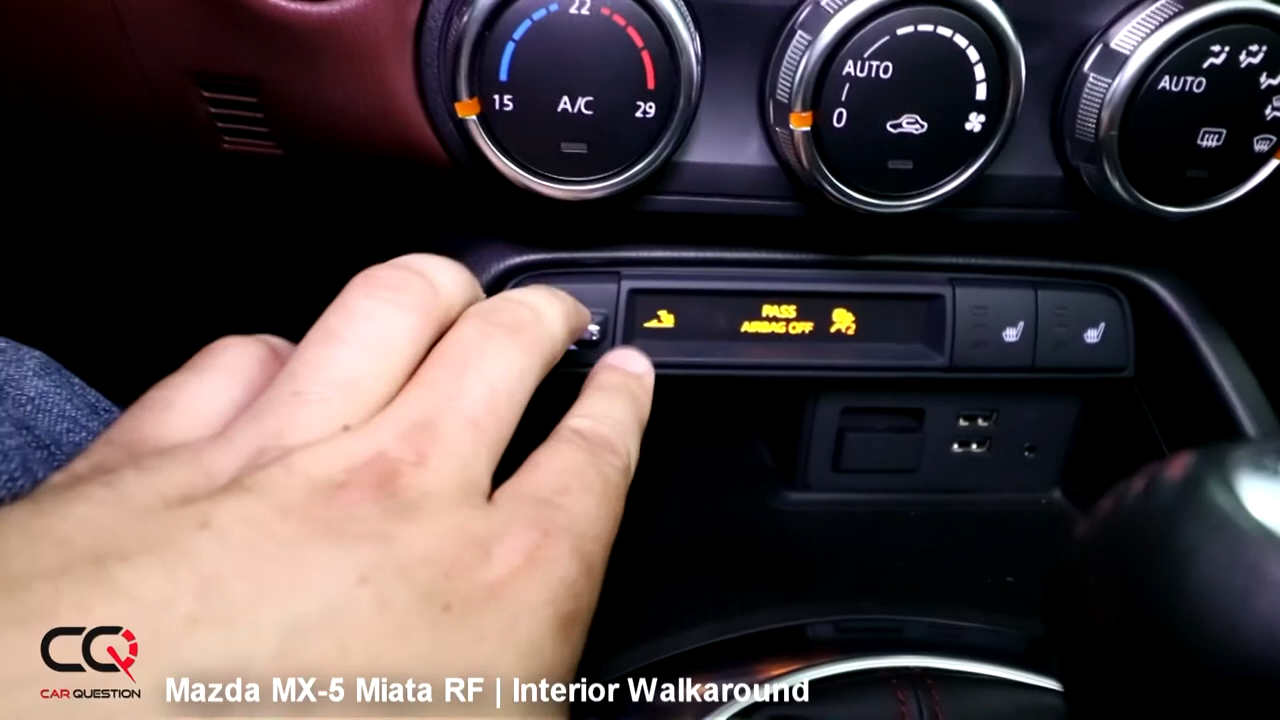 22
15
A/C
29
AUTO
0
AUTO
PASS
AIRBAG OFF
2
CQ
CAR QUESTION
Mazda MX-5 Miata RF | Interior Walkaround